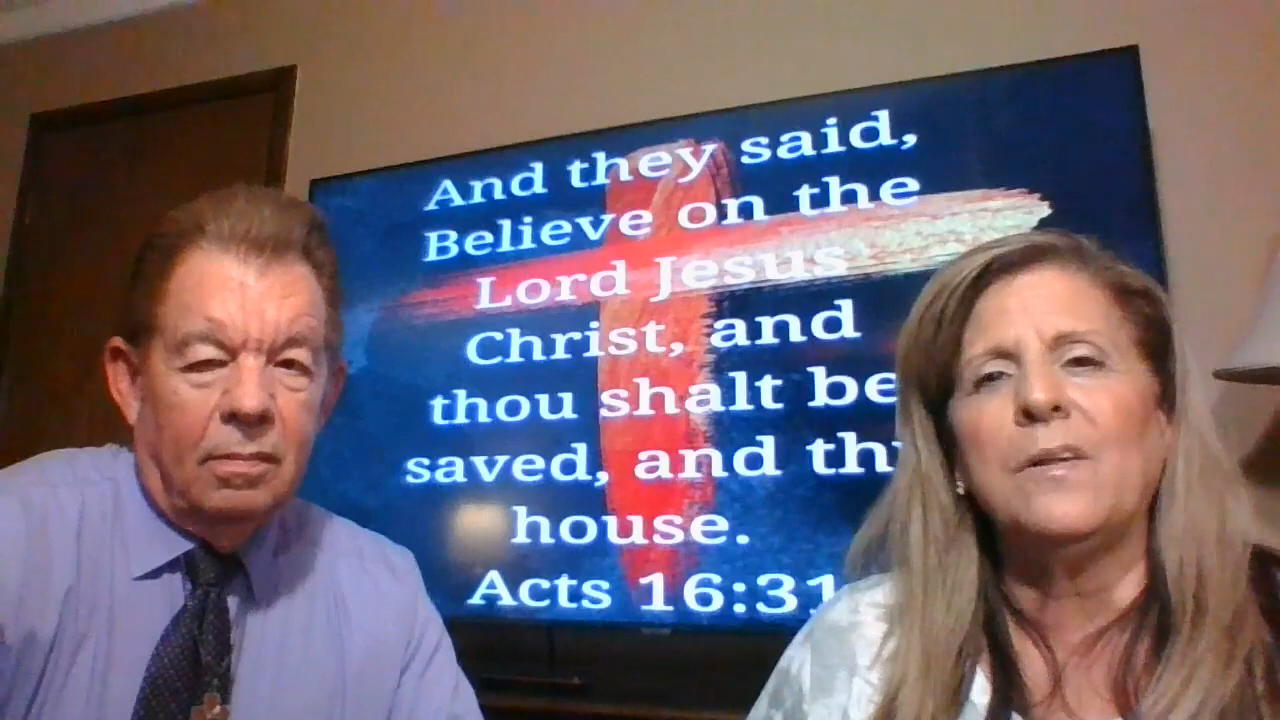 And they said,
Believe on the
Lord Jesus
Christ, and
thou shalt be
saved, and
house.
Acts 16:31